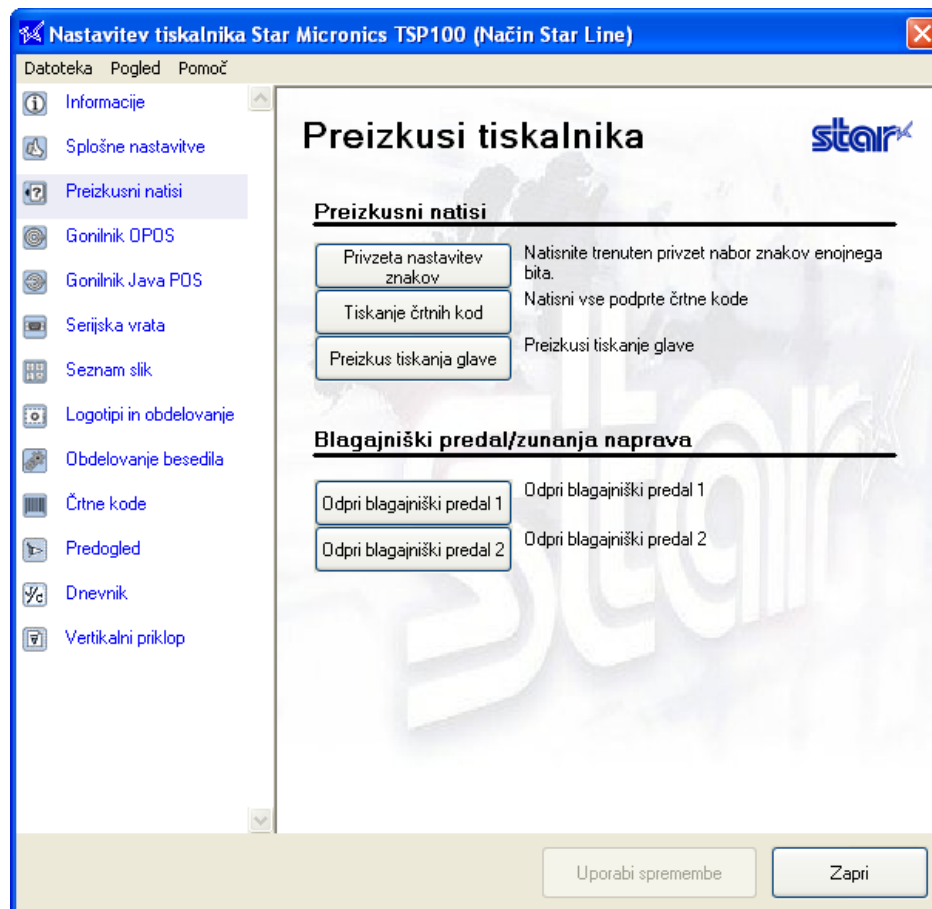 Nastavitev tiskalnika Star Micronics TSP100 (Način Star Line)
Datoteka Pogled Pomoč
Informacije
Splošne nastavitve
Preizkusni natisi
Gonilnik OPOS
Gonilnik Java POS
Serijska vrata
Seznam slik
Logotipi in obdelovanje
Obdelovanje besedila
Črtne kode
Predogled
Dnevnik
Vertikalni priklop
Preizkusi tiskalnika
star
Preizkusni natisi
Privzeta nastavitev
znakov
Natisnite trenuten privzet nabor znakov enojnega
bita.
Tiskanje črtnih kod
Natisni vse podprte črtne kode
Preizkus tiskanja glave
Preizkusi tiskanje glave
Blagajniški predal/zunanja naprava
Odpri blagajniški predal 1
Odpri blagajniški predal 1
Odpri blagajniški predal 2
Odpri blagajniški predal 2
star
Uporabi spremembe
Zapri